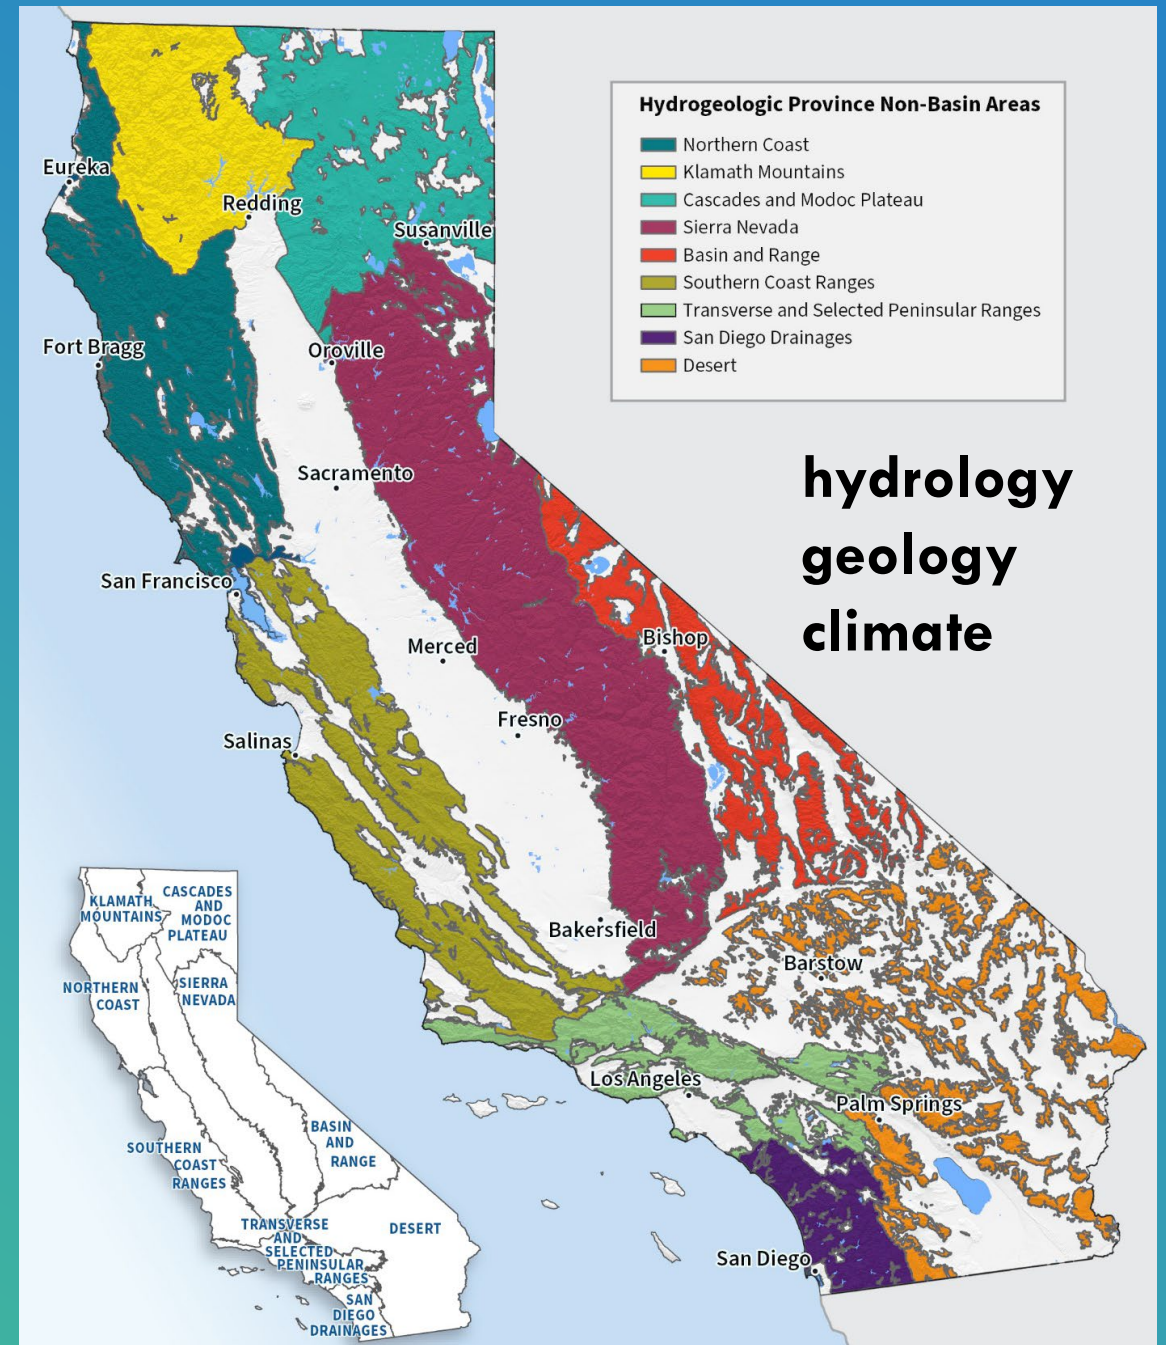 Hydrogeologic Province Non-Basin Areas
Northern Coast
Klamath Mountains
Cascades and Modoc Plateau
Sierra Nevada
Basin and Range
Southern Coast Ranges
Transverse and Selected Peninsular Ranges
San Diego Drainages
Desert
hydrology
geology
climate
Eureka
Redding
Susanville
Fort Bragg
Oroville
Sacramento
San Francisco
Merced
Bishop
Fresno
Salinas
Bakersfield
Barstow
Los Angeles
Palm Springs
San Diego
KLAMATH
MOUNTAINS
CASCADES
AND
MODOC
PLATEAU
NORTHERN
COAST
SIERRA
NEVADA
BASIN
AND
RANGE
SOUTHERN
COAST
RANGES
TRANSVERSE
AND
SELECTED
PENINSULAR
RANGES
DESERT
SAN
DIEGO
DRAINAGES